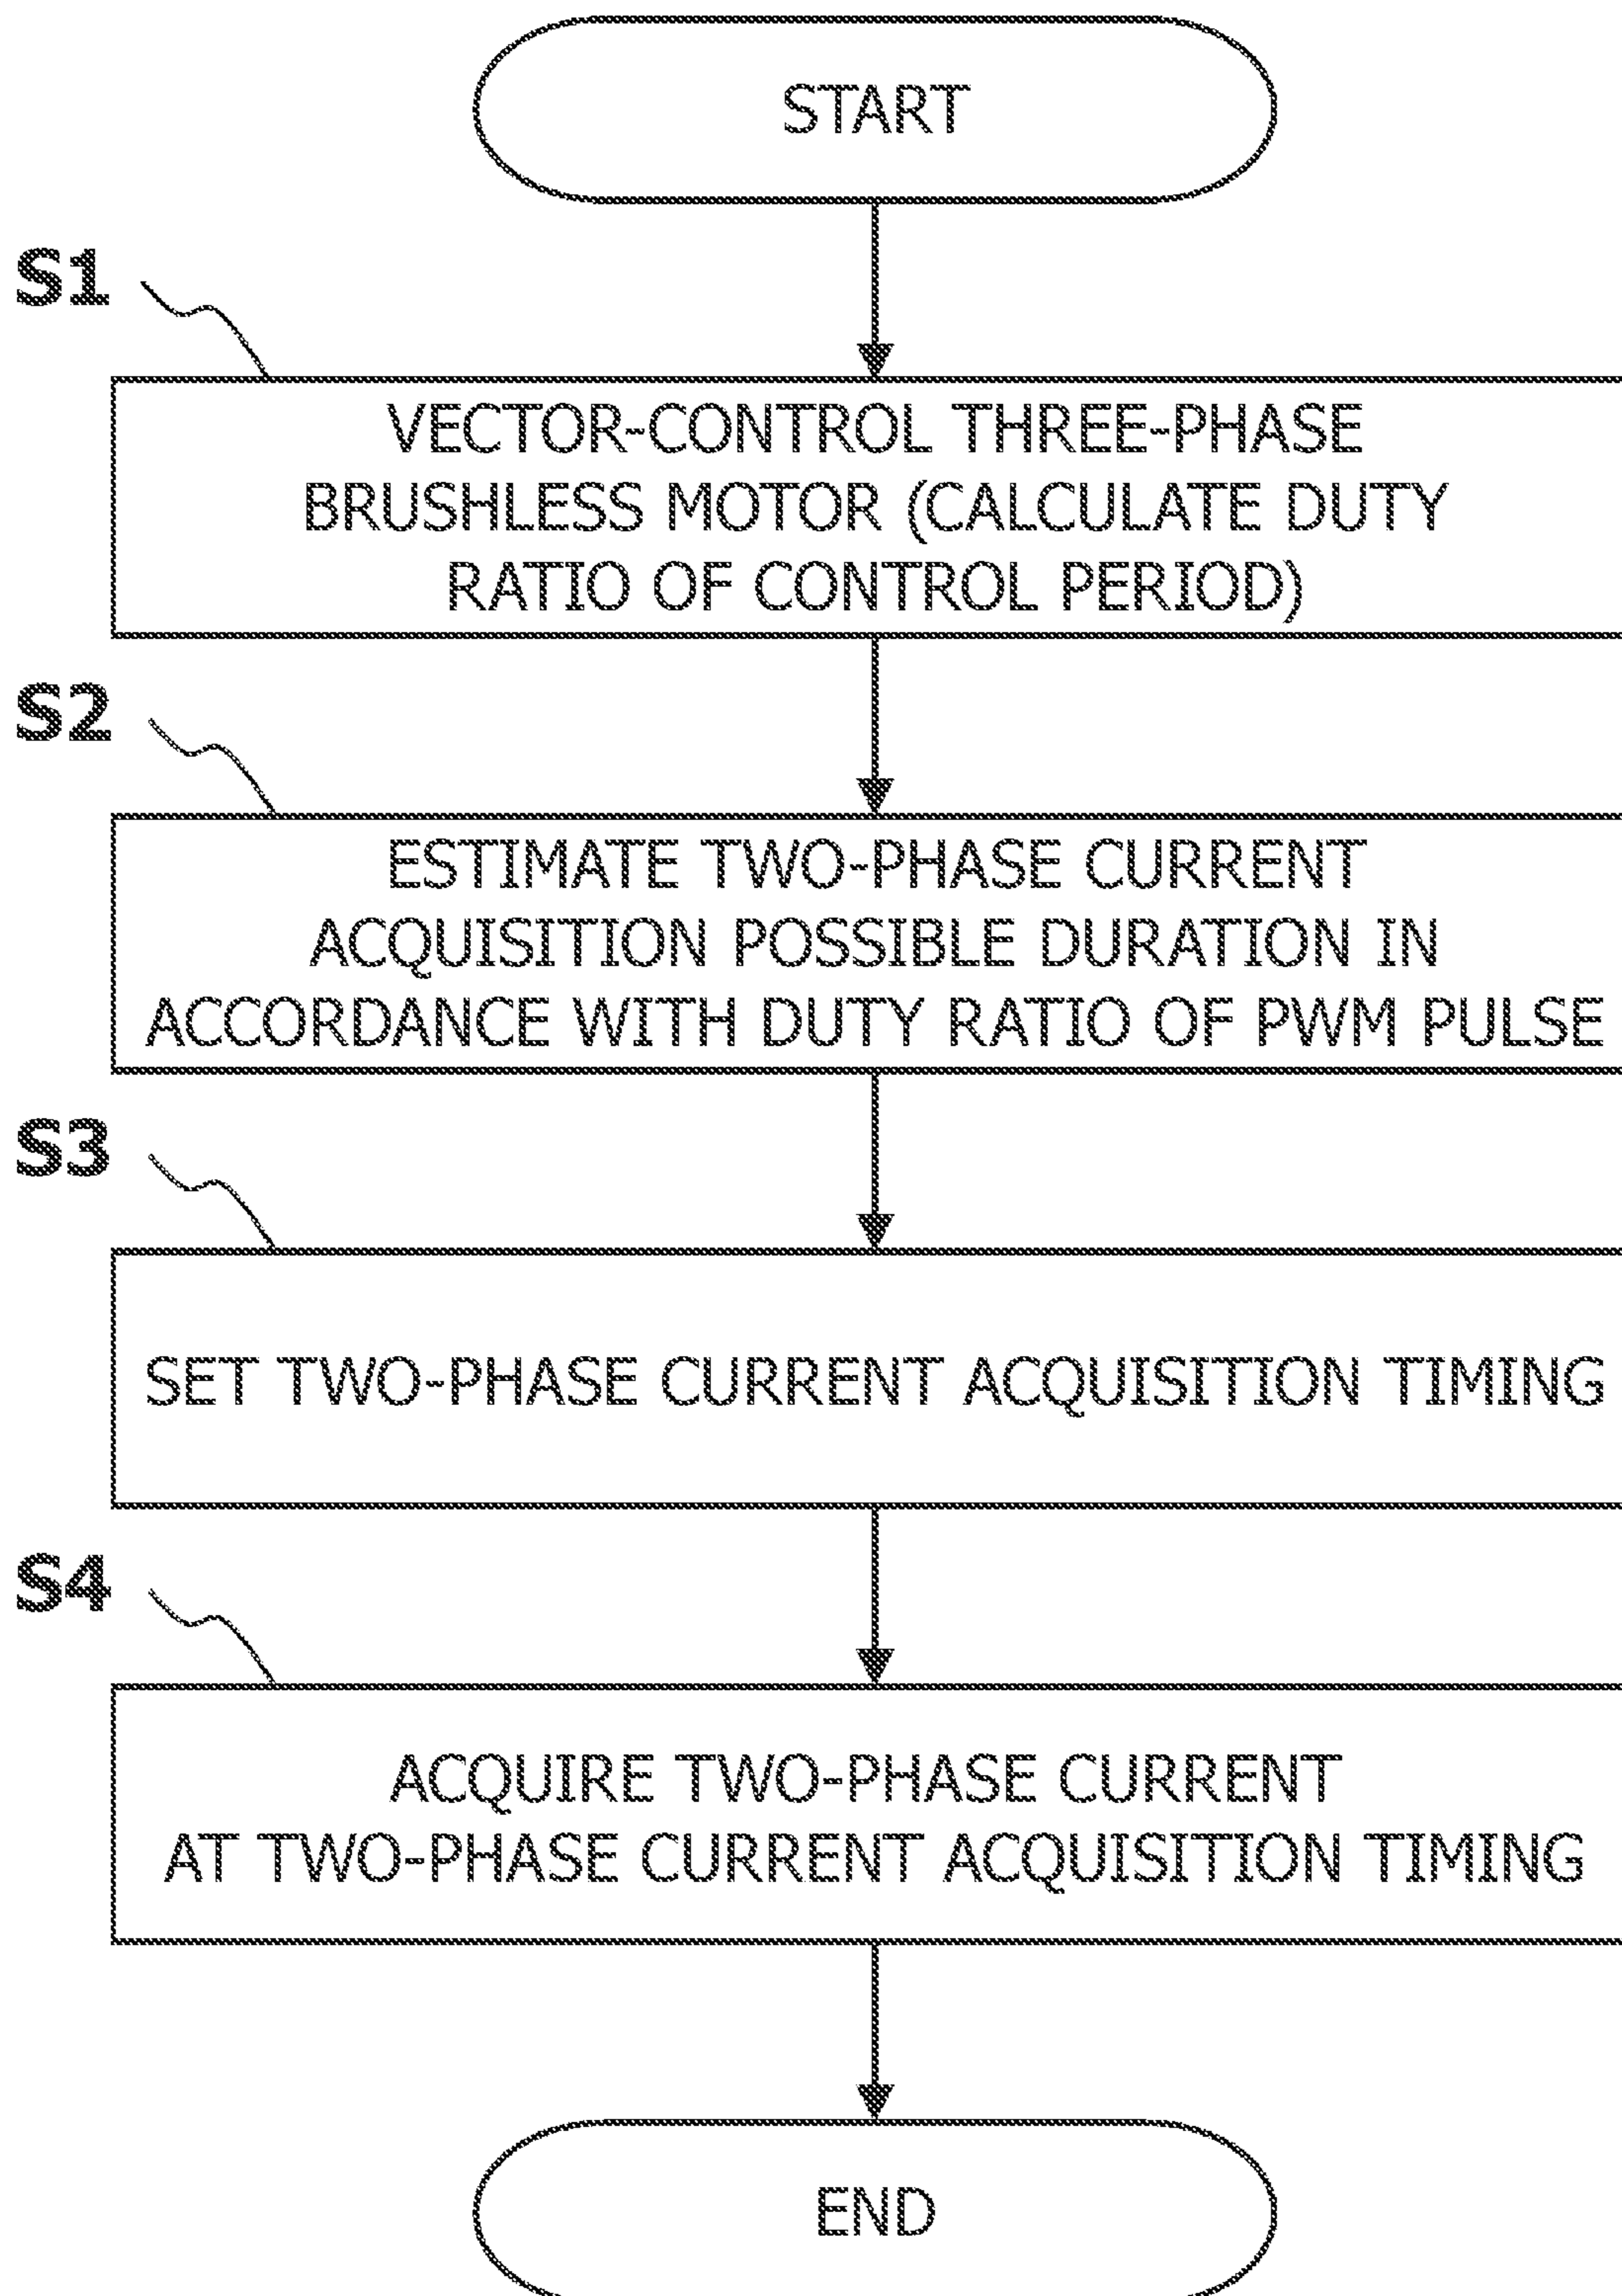 START
S1
VECTOR-CONTROL THREE-PHASE
BRUSHLESS MOTOR (CALCULATE DUTY
RATIO OF CONTROL PERIOD)
S2
ESTIMATE TWO-PHASE CURRENT
ACQUISITION POSSIBLE DURATION IN
ACCORDANCE WITH DUTY RATIO OF PWM PULSE
S3
SET TWO-PHASE CURRENT ACQUISITION TIMING
S4
ACQUIRE TWO-PHASE CURRENT
AT TWO-PHASE CURRENT ACQUISITION TIMING
END